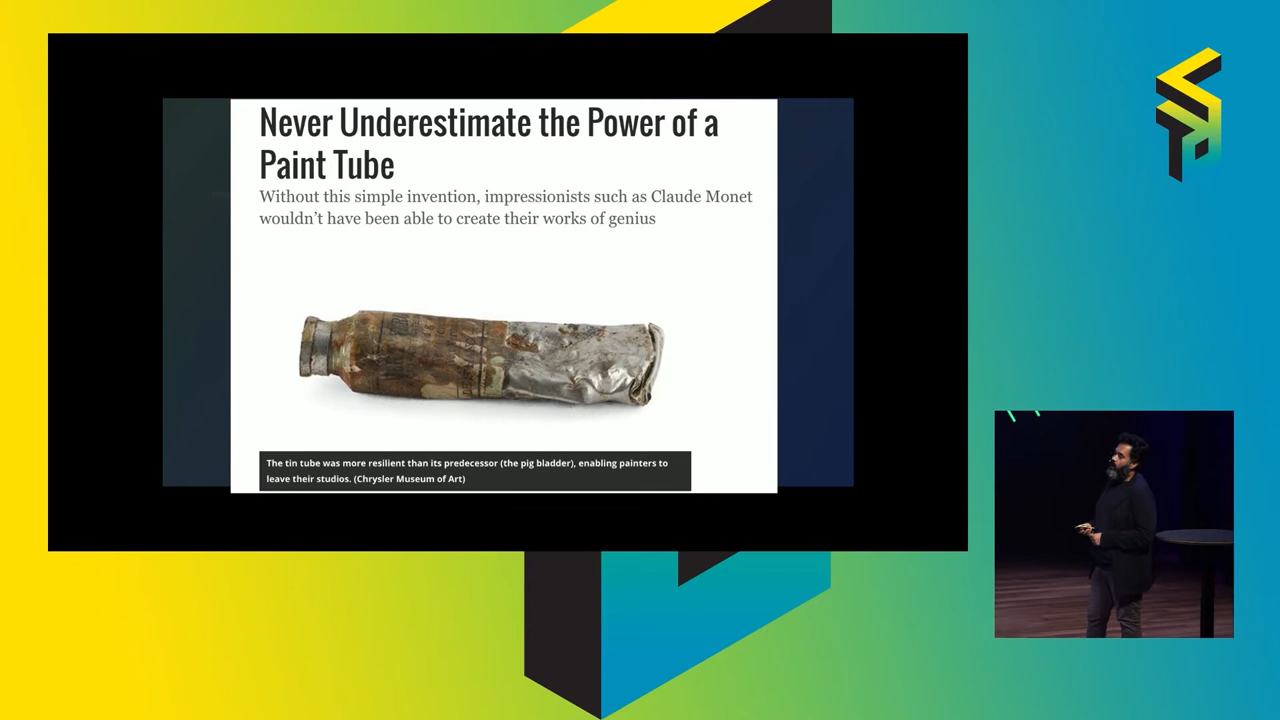 Never Underestimate the Power of a
Paint Tube
Without this simple invention, impressionists such as Claude Monet
wouldn’t have been able to create their works of genius
The tin tube was more resilient than its predecessor (the pig bladder), enabling painters to
leave their studios. (Chrysler Museum of Art)